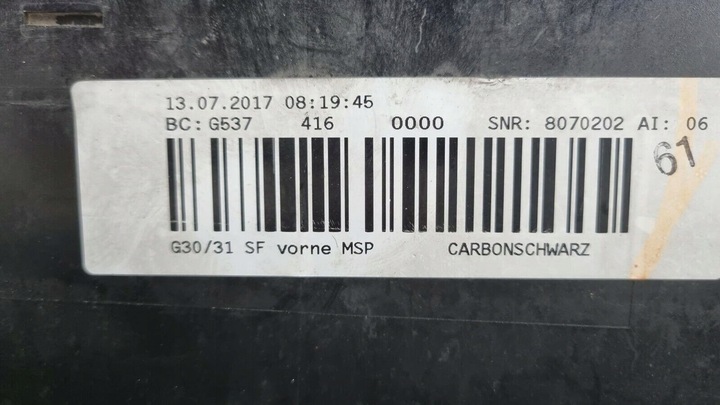 13.07.2017 08:19:45
BC: G537 416 0000 SNR: 8070202 AI: 06
61
G30/31 SF vorne MSP CARBONSCHWARZ